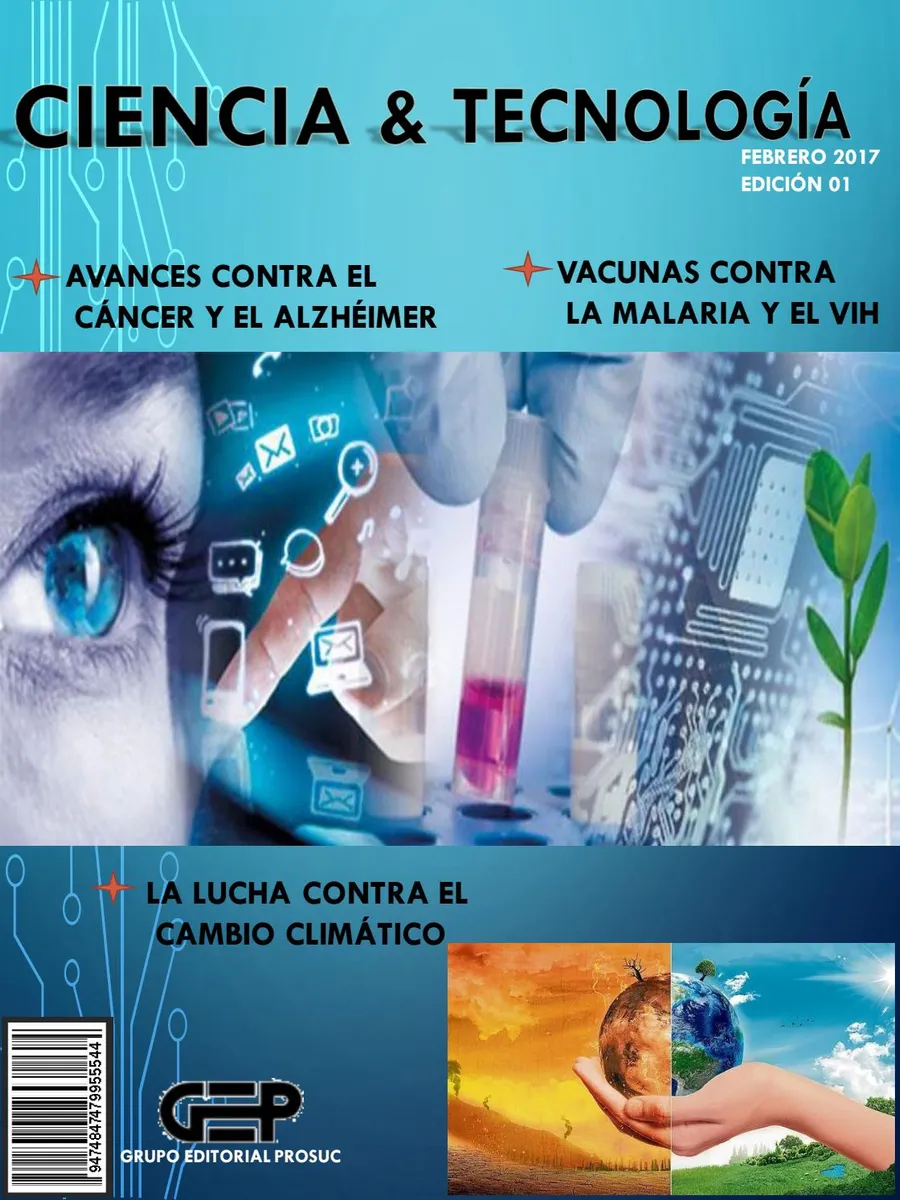 CIENCIA & TECNOLOGÍA
FEBRERO 2017
EDICIÓN 01
AVANCES CONTRA EL
CÁNCER Y EL ALZHÉIMER
VACUNAS CONTRA
LA MALARIA Y EL VIH
LA LUCHA CONTRA EL
CAMBIO CLIMÁTICO
9474847479955544
GEP
GRUPO EDITORIAL PROSUC